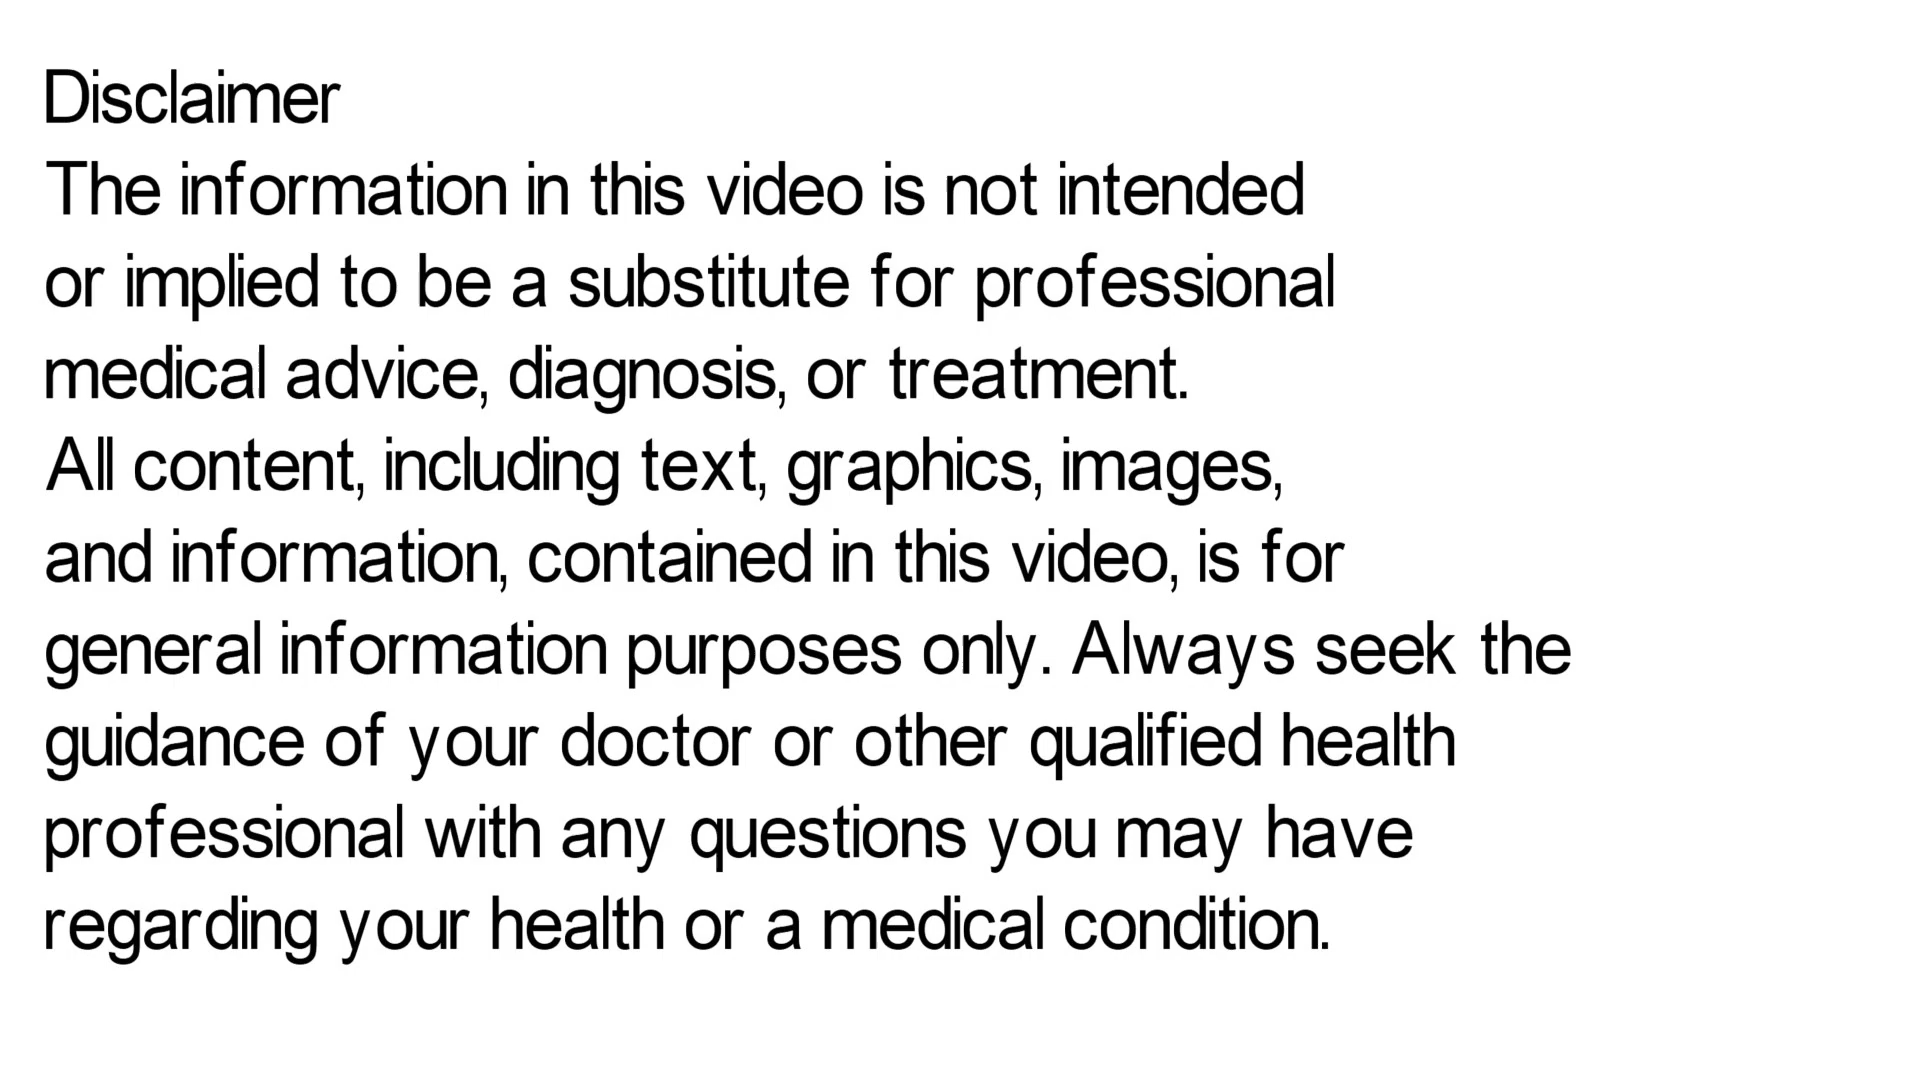 Disclaimer
The information in this video is not intended
or implied to be a substitute for professional
medical advice, diagnosis, or treatment.
All content, including text, graphics, images,
and information, contained in this video, is for
general information purposes only. Always seek the
guidance of your doctor or other qualified health
professional with any questions you may have
regarding your health or a medical condition.